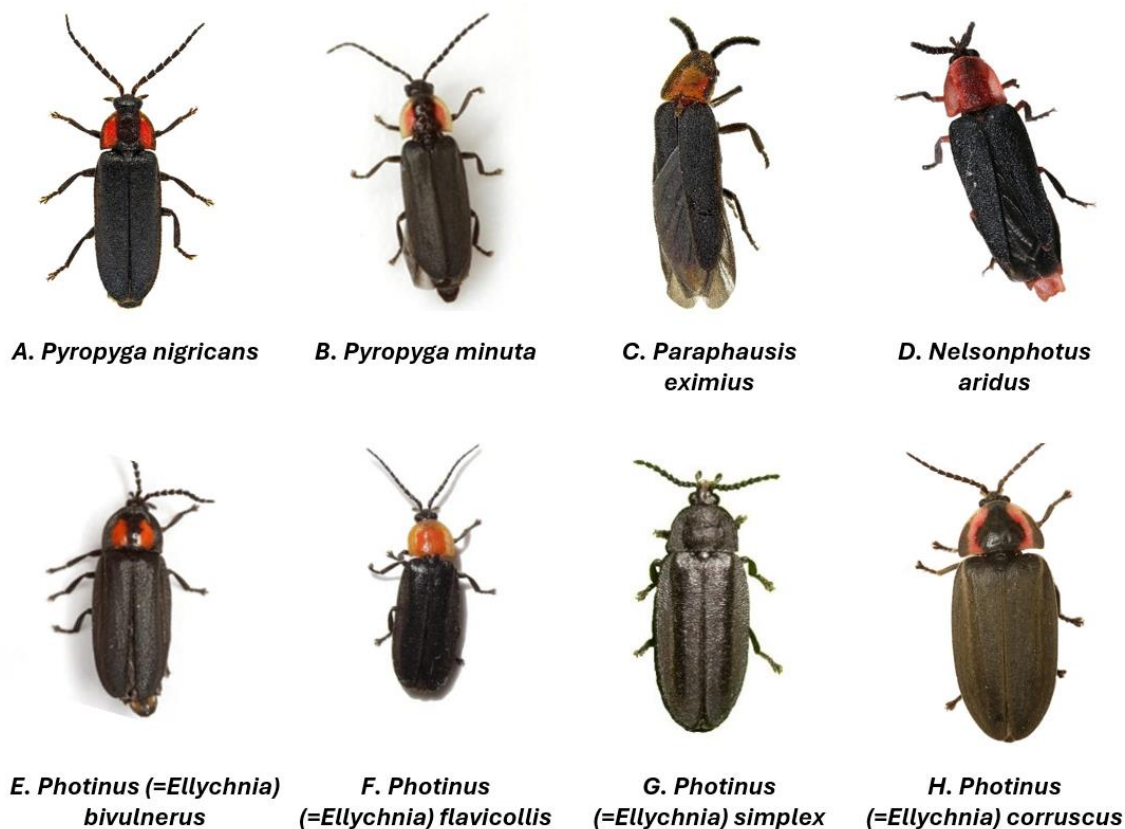 A. Pyropyga nigricans
B. Pyropyga minuta
C. Paraphausis
eximius
D. Nelsonphotus
aridus
E. Photinus (=Ellychnia)
bivulnerus
F. Photinus
(=Ellychnia) flavicollis
G. Photinus
(=Ellychnia) simplex
H. Photinus
(=Ellychnia) corruscus